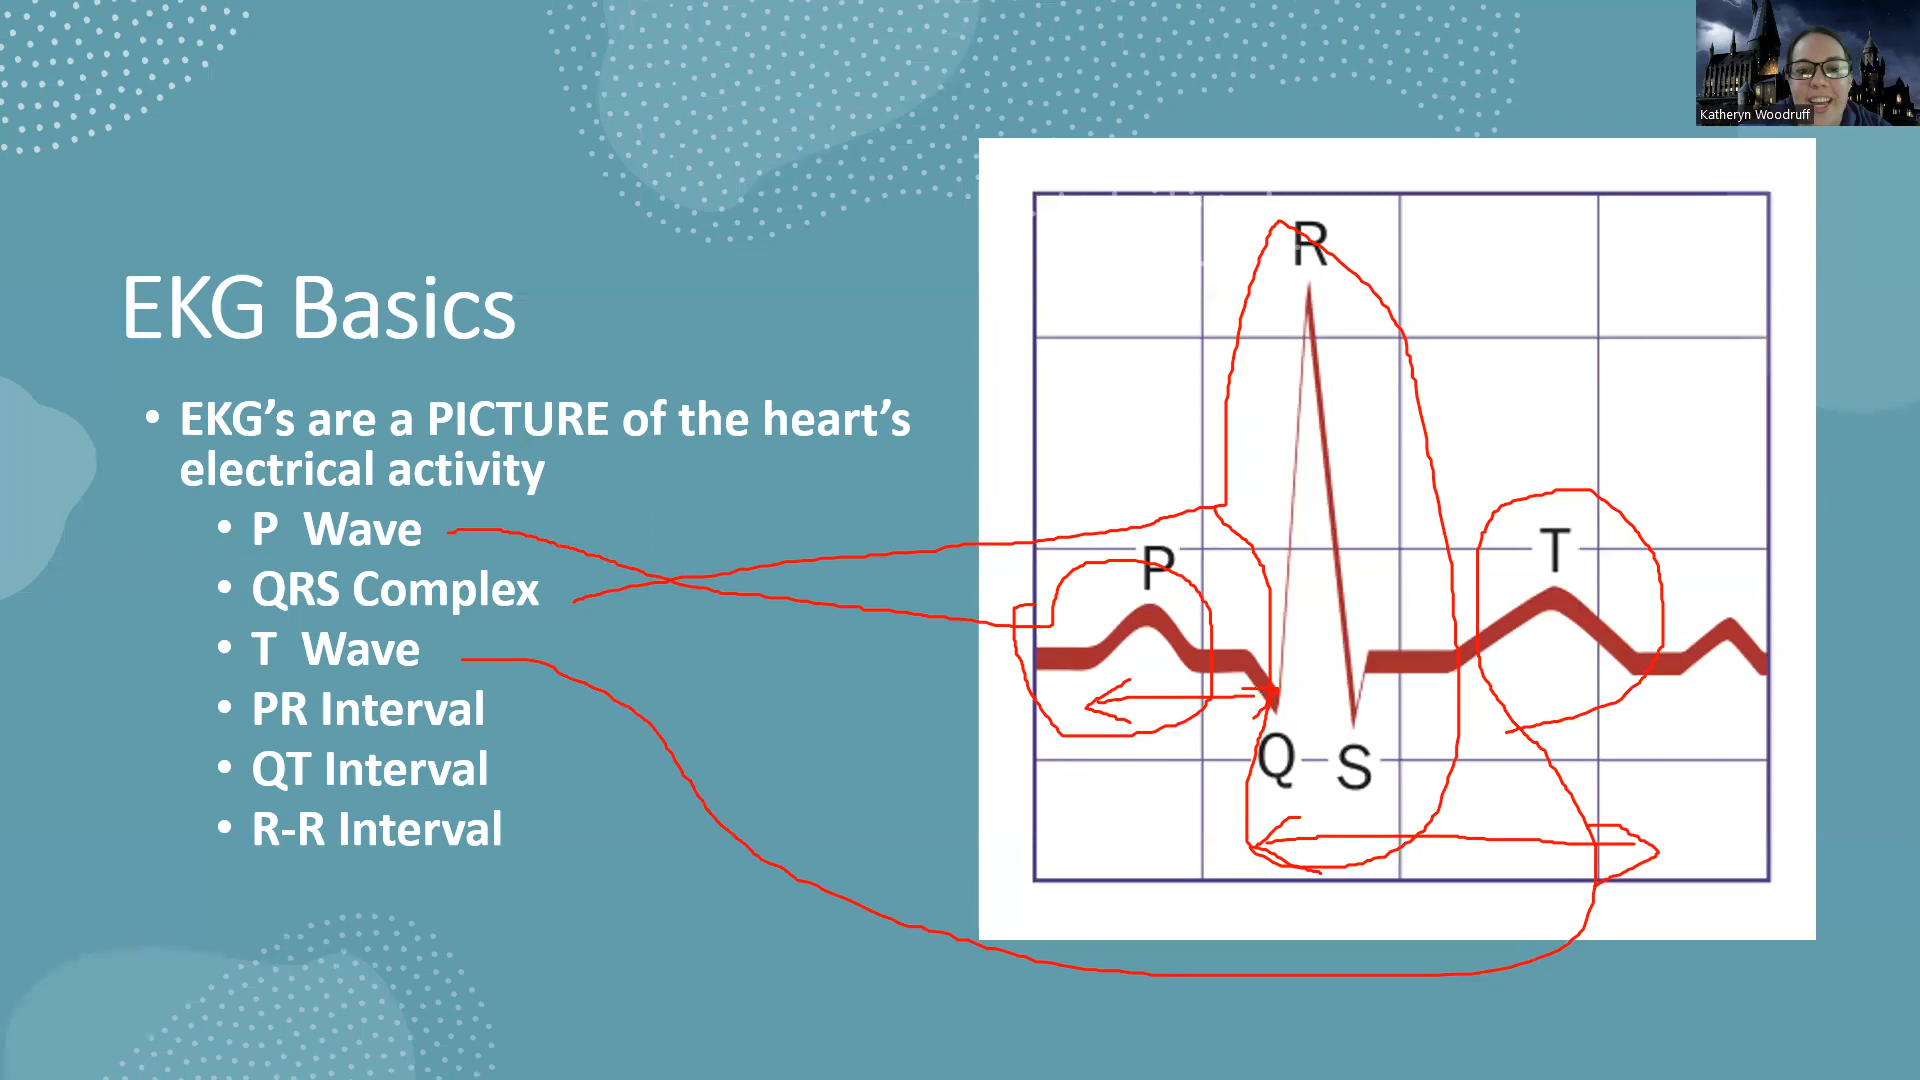 Katheryn Woodruff
EKG Basics
• EKG’s are a PICTURE of the heart’s
electrical activity
• P Wave
• QRS Complex
• T Wave
• PR Interval
• QT Interval
• R-R Interval
R
P
T
Q
S